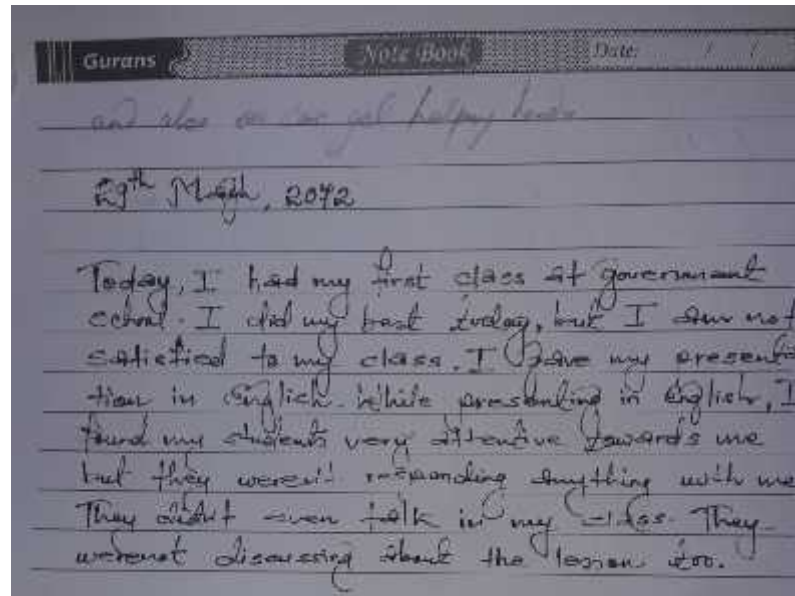 Gurans Note Book Date: / /
and also we can get helping hands
29th Magh, 2072
Today, I had my first class at government
school. I did my best today, but I am not
satisfied to my class. I gave my presenta
tion in English. While presenting in English, I
found my students very attentive towards me
but they weren't responding anything with me
They didn't even talk in my class. They
werenot discussing about the lesson too.